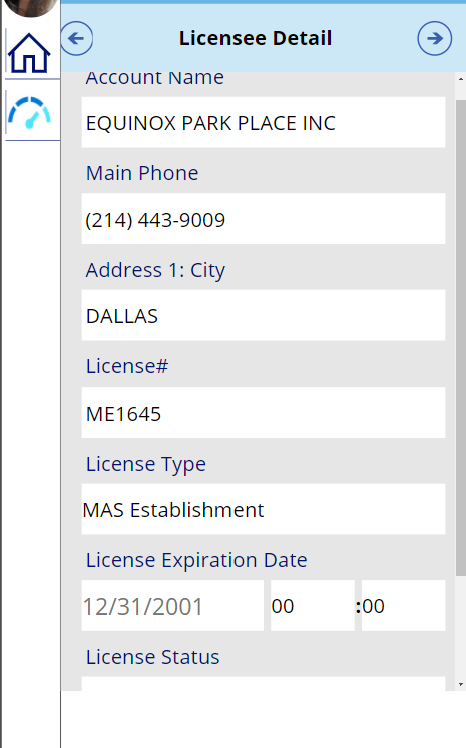 Licensee Detail
Account Name
EQUINOX PARK PLACE INC
Main Phone
(214) 443-9009
Address 1: City
DALLAS
License#
ME1645
License Type
MAS Establishment
License Expiration Date
12/31/2001 00 :00
License Status